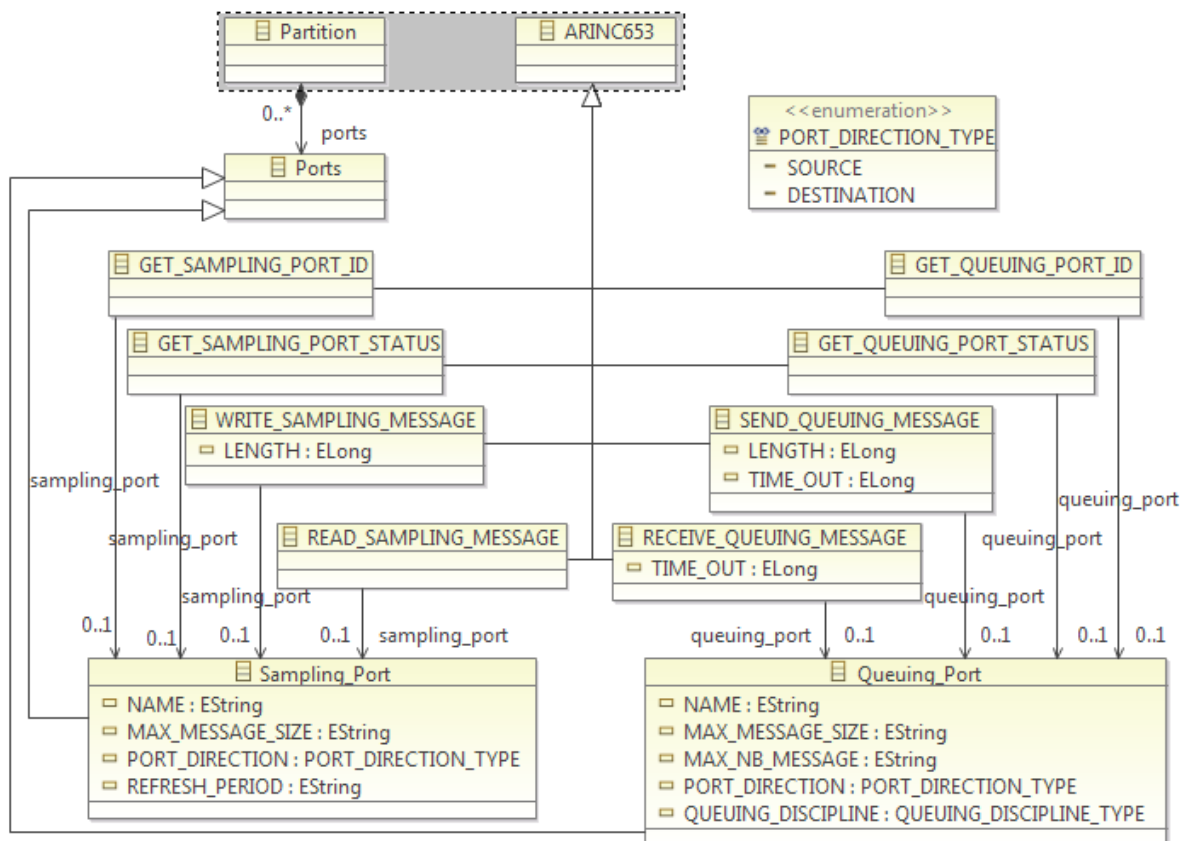 Partition
ARINC653
0..*
ports
<<enumeration>>
PORT_DIRECTION_TYPE
SOURCE
DESTINATION
Ports
GET_SAMPLING_PORT_ID
GET_QUEUING_PORT_ID
GET_SAMPLING_PORT_STATUS
GET_QUEUING_PORT_STATUS
WRITE_SAMPLING_MESSAGE
LENGTH : ELong
SEND_QUEUING_MESSAGE
LENGTH : ELong
TIME_OUT : ELong
sampling_port
queuing_port
READ_SAMPLING_MESSAGE
RECEIVE_QUEUING_MESSAGE
TIME_OUT : ELong
sampling_port
queuing_port
sampling_port
queuing_port
0..1
0..1
0..1
0..1
sampling_port
queuing_port
0..1
0..1
0..1
0..1
Sampling_Port
NAME : EString
MAX_MESSAGE_SIZE : EString
PORT_DIRECTION : PORT_DIRECTION_TYPE
REFRESH_PERIOD : EString
Queuing_Port
NAME : EString
MAX_MESSAGE_SIZE : EString
MAX_NB_MESSAGE : EString
PORT_DIRECTION : PORT_DIRECTION_TYPE
QUEUING_DISCIPLINE : QUEUING_DISCIPLINE_TYPE